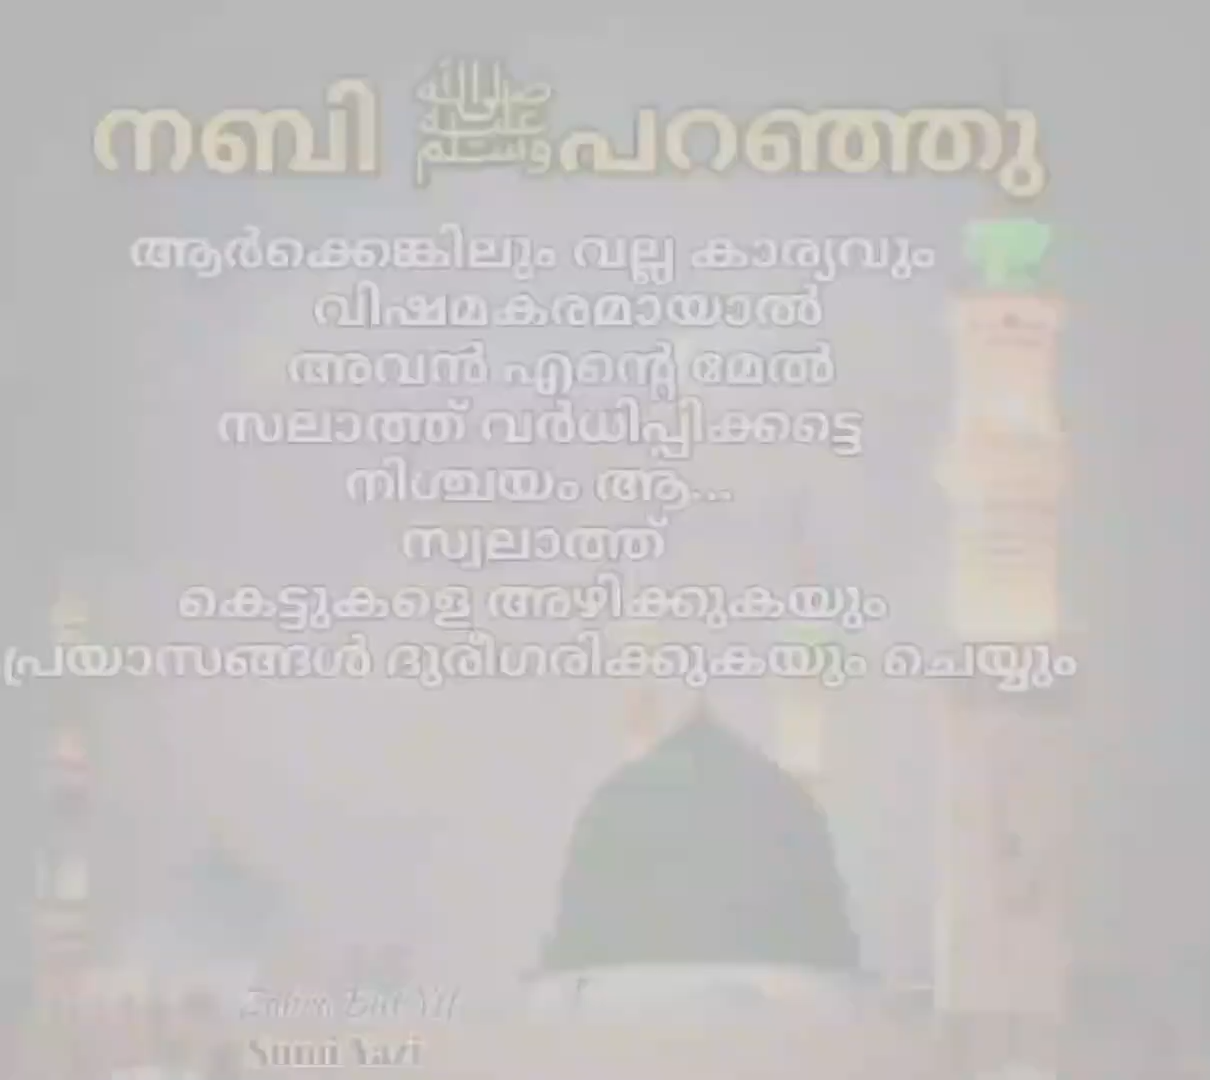 നബി ﷺ പറഞ്ഞു
ആർക്കെങ്കിലും വല്ല കാര്യവും
വിഷമകരമായാൽ
അവൻ എന്റെ മേൽ
സലാത്ത് വർധിപ്പിക്കട്ടെ
നിശ്ചയം ആ...
സ്വലാത്ത്
കെട്ടുകളെ അഴിക്കുകയും
പ്രയാസങ്ങൾ ദുരീഗരിക്കുകയും ചെയ്യും